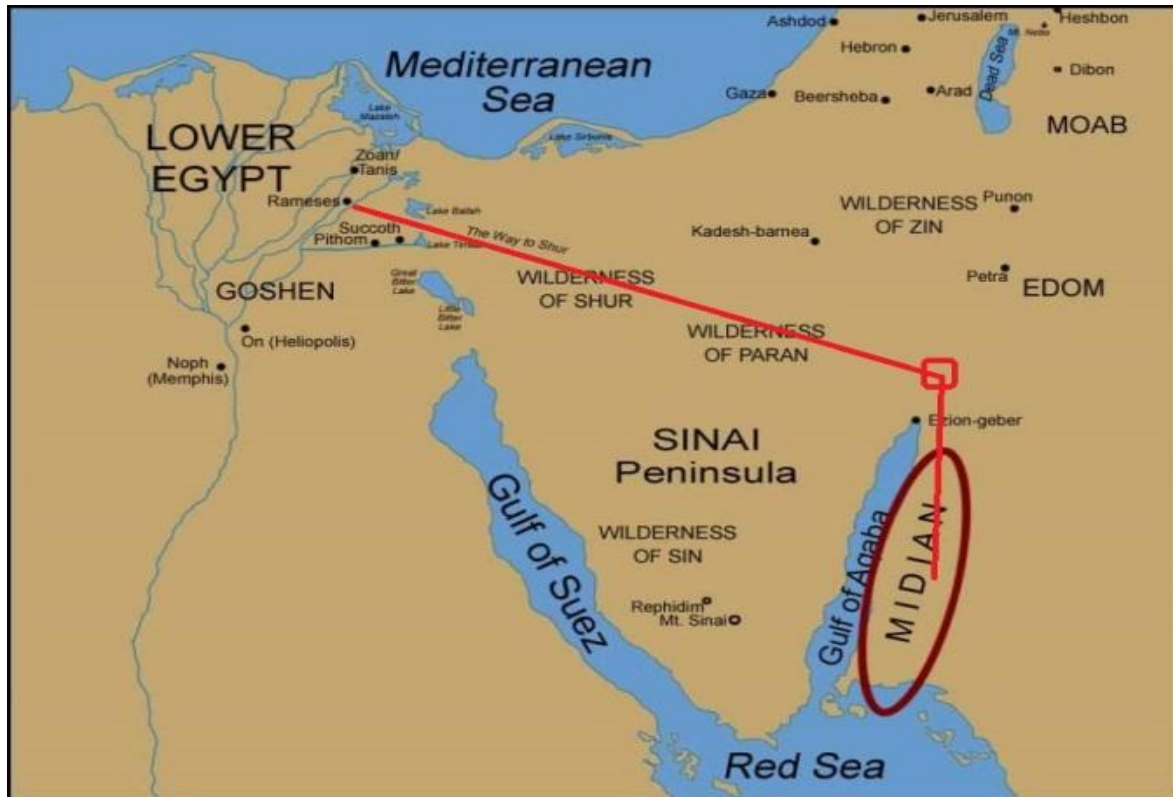 Ashdod
Jerusalem
Heshbon
Mt. Nebo
Hebron
Dead Sea
Dibon
Mediterranean
Sea
Gaza
Beersheba
Arad
MOAB
Lake
Lake Sirbonis
LOWER
EGYPT
Zoan/
Tanis
Rameses
Punon
WILDERNESS
OF ZIN
Lake Ballah
Succoth
Pithom
The Way to Shur
Kadesh-barnea
Petra
EDOM
GOSHEN
Great
Bitter
Lake
Little
Bitter
Lake
WILDERNESS
OF SHUR
WILDERNESS
OF PARAN
On (Heliopolis)
Noph
(Memphis)
Ezion-geber
SINAI
Peninsula
Gulf of Suez
WILDERNESS
OF SIN
Gulf of Aqaba
MIDIAN
Rephidim
Mt. Sinai
Red Sea